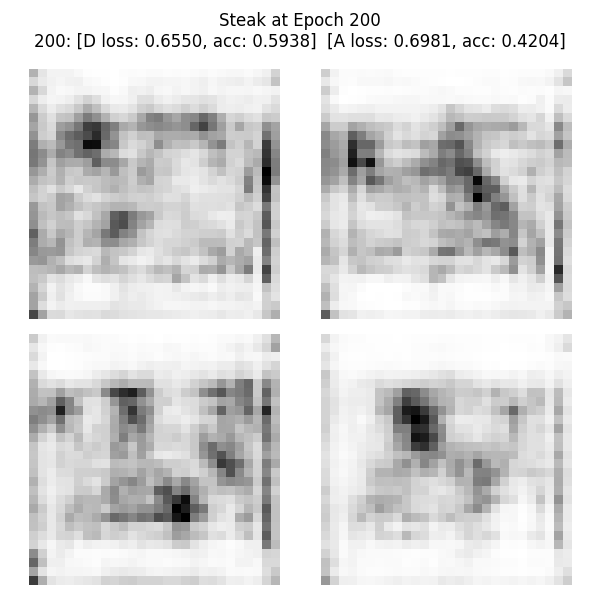 Steak at Epoch 200
200: [D loss: 0.6550, acc: 0.5938]  [A loss: 0.6981, acc: 0.4204]